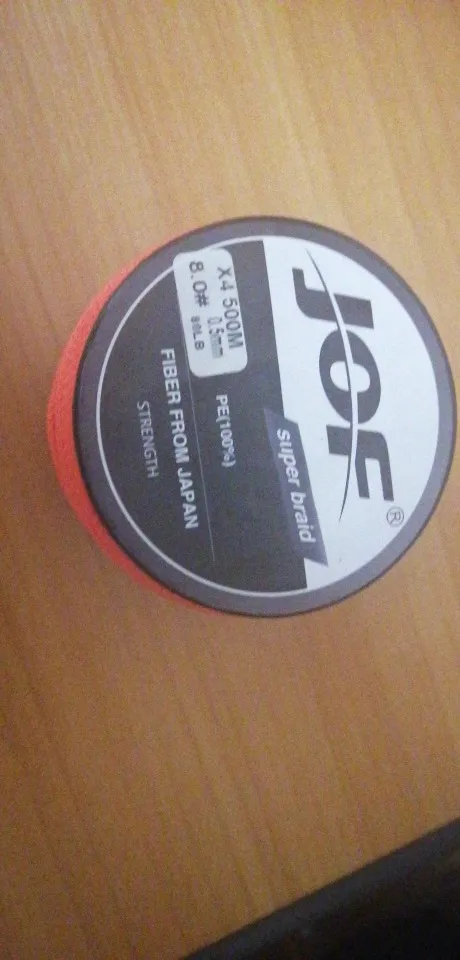 JOF®
super braid
PE(100%)
X4 500M
8.0# 0.5mm 80LB
FIBER FROM JAPAN
STRENGTH